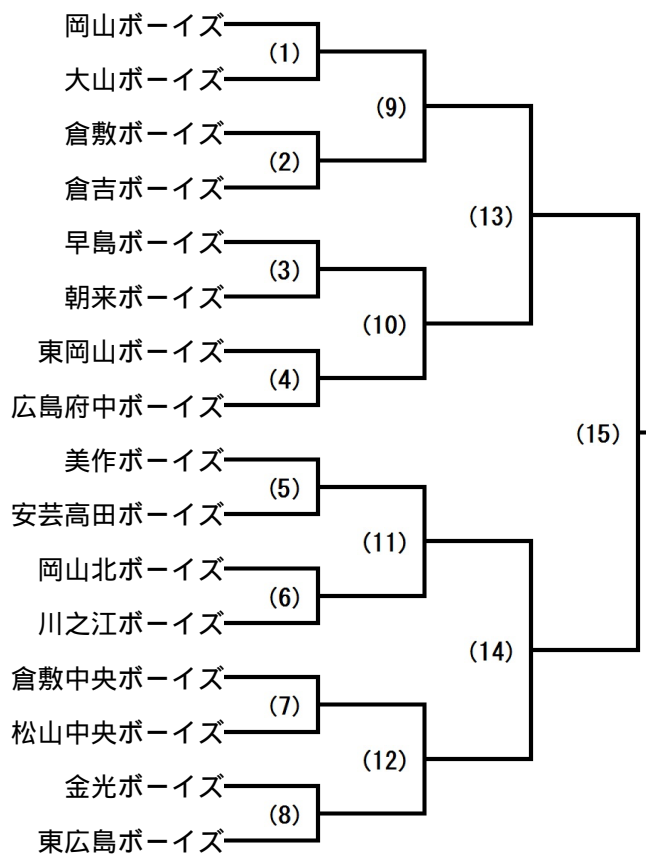 岡山ボーイズ
(1)
大山ボーイズ
(9)
倉敷ボーイズ
(2)
倉吉ボーイズ
(13)
早島ボーイズ
(3)
朝来ボーイズ
(10)
東岡山ボーイズ
(4)
広島府中ボーイズ
(15)
美作ボーイズ
(5)
安芸高田ボーイズ
(11)
岡山北ボーイズ
(6)
川之江ボーイズ
(14)
倉敷中央ボーイズ
(7)
松山中央ボーイズ
(12)
金光ボーイズ
(8)
東広島ボーイズ